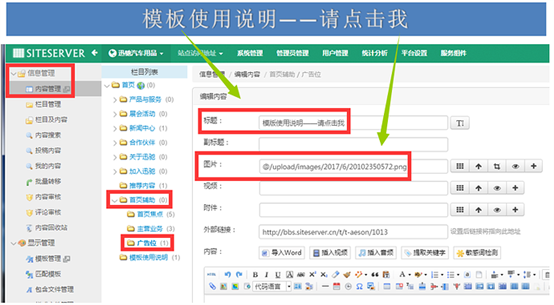 模板使用说明——请点击我
SITESERVER
迅驰汽车用品
站点访问地址
系统管理
管理员管理
用户管理
统计分析
平台设置
服务组件
信息管理
内容管理
栏目管理
栏目及内容
内容搜索
投稿内容
我的内容
批量转移
内容审核
评论审核
内容回收站
显示管理
模板管理
匹配模板
包含文件管理
栏目列表
首页 (0)
产品与服务 (0)
展会活动 (0)
新闻中心 (0)
合作伙伴 (0)
关于迅驰 (0)
加入迅驰 (0)
推荐内容 (0)
首页辅助 (0)
首页焦点 (5)
主营业务 (3)
广告位 (1)
模板使用说明 (0)
信息管理 / 编辑内容 / 首页辅助 / 广告位
编辑内容
标题：
模版使用说明——请点击我
副标题：
图片：
@/upload/images/2017/6/20102350572.png
视频：
附件：
外部链接：
http://bbs.siteserver.cn/t/t-aeson/1013
设置后链接将指向此地址
内容：
导入Word
插入视频
插入音频
提取关键字
敏感词检测
HTML
代码语言